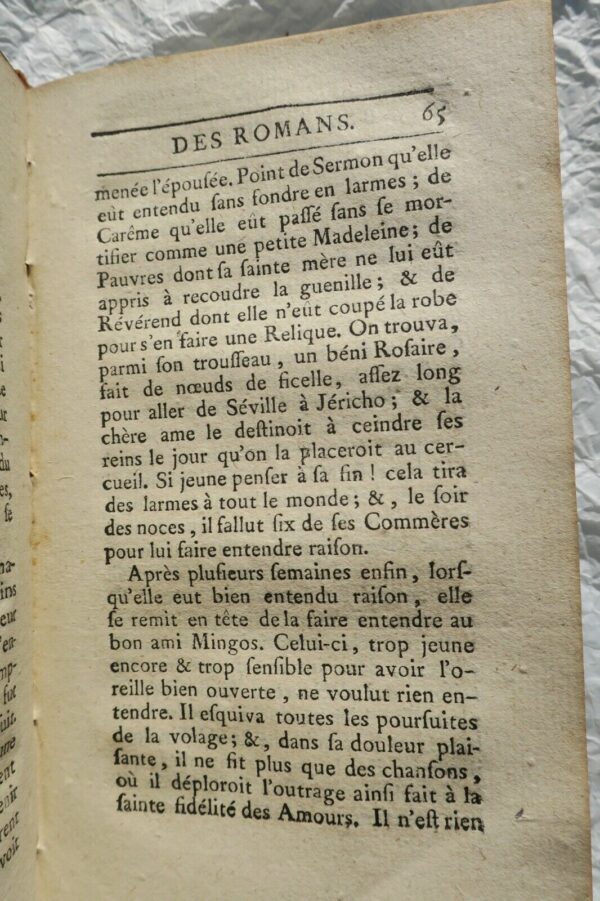 DES ROMANS. 65
menée l'épouſée. Point de Sermon qu'elle
eût entendu ſans fondre en larmes ; de
Carême qu'elle eût paſſé ſans ſe mor-
tifier comme une petite Madeleine ; de
Pauvres dont ſa ſainte mère ne lui eût
appris à recoudre la guenille ; & de
Révérend dont elle n'eût coupé la robe
pour s'en faire une Relique. On trouva,
parmi ſon trouſſeau , un béni Roſaire ,
fait de nœuds de ficelle, aſſez long
pour aller de Séville à Jéricho ; & la
chère ame le deſtinoit à ceindre ſes
reins le jour qu'on la placeroit au cer-
cueil. Si jeune penſer à ſa fin ! cela tira
des larmes à tout le monde ; & , le ſoir
des noces , il fallut ſix de ſes Commères
pour lui faire entendre raiſon.
Après pluſieurs ſemaines enfin , lorſ-
qu'elle eut bien entendu raiſon , elle
ſe remit en tête de la faire entendre au
bon ami Mingos. Celui-ci , trop jeune
encore & trop ſenſible pour avoir l'o-
reille bien ouverte , ne voulut rien en-
tendre. Il eſquiva toutes les pourſuites
de la volage ; & , dans ſa douleur plai-
ſante , il ne fit plus que des chanſons ,
où il déploroit l'outrage ainſi fait à la
ſainte fidélité des Amours. Il n'eſt rien